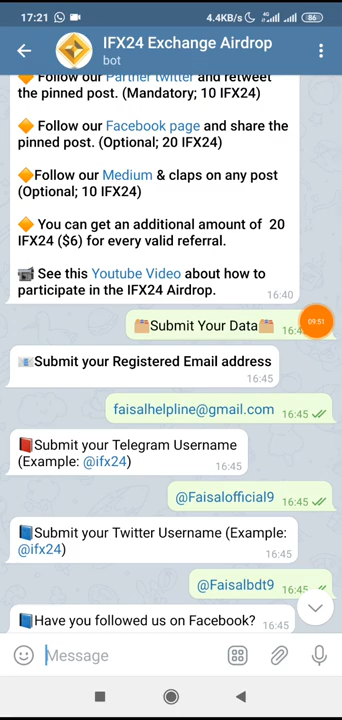 17:21
4.4KB/s
4G
86
IFX24 Exchange Airdrop
bot
Follow our Partner twitter and retweet
the pinned post. (Mandatory; 10 IFX24)
Follow our Facebook page and share the
pinned post. (Optional; 20 IFX24)
Follow our Medium & claps on any post
(Optional; 10 IFX24)
You can get an additional amount of 20
IFX24 ($6) for every valid referral.
See this Youtube Video about how to
participate in the IFX24 Airdrop.
16:40
Submit Your Data
09:51
Submit your Registered Email address
16:45
faisalhelpline@gmail.com
16:45
Submit your Telegram Username
(Example: @ifx24)
16:45
@Faisalofficial9
16:45
Submit your Twitter Username (Example:
@ifx24)
16:45
@Faisalbdt9
16:45
Have you followed us on Facebook?
16:45
Message